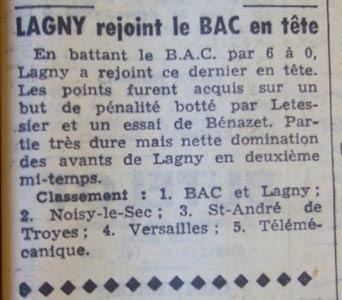 LAGNY rejoint le BAC en tête
En battant le B.A.C. par 6 à 0,
Lagny a rejoint ce dernier en tête.
Les points furent acquis sur un
but de pénalité botté par Letes-
sier et un essai de Bénazet. Par-
tie très dure mais nette domination
des avants de Lagny en deuxième
mi-temps.
Classement : 1. BAC et Lagny ;
2. Noisy-le-Sec ; 3. St-André de
Troyes ; 4. Versailles ; 5. Télémé-
canique.